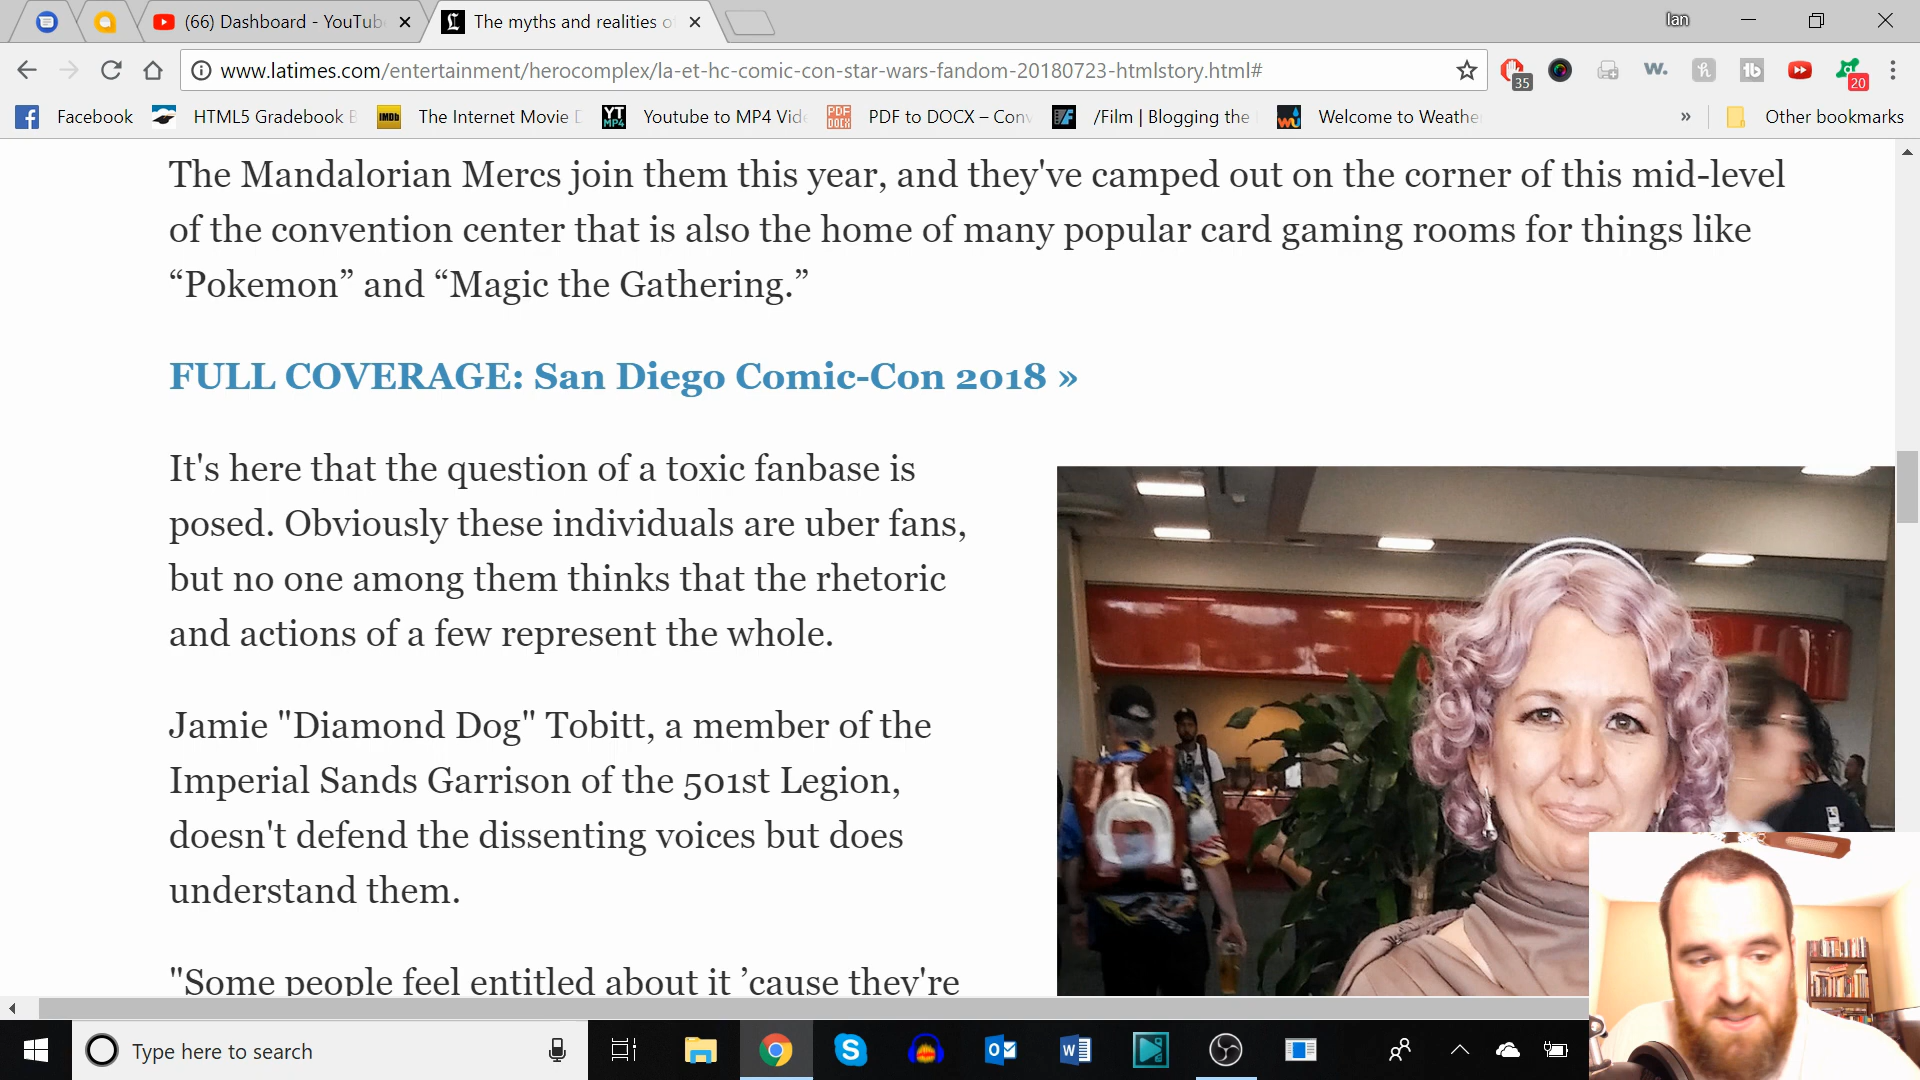 (66) Dashboard - YouTub
The myths and realities o
Ian
www.latimes.com/entertainment/herocomplex/la-et-hc-comic-con-star-wars-fandom-20180723-htmlstory.html#
35
w.
h
1b
20
Facebook
HTML5 Gradebook
IMDb
The Internet Movie
YT MP4
Youtube to MP4 Vid
PDF DOCX
PDF to DOCX – Con
/Film | Blogging the
Welcome to Weathe
»
Other bookmarks
The Mandalorian Mercs join them this year, and they've camped out on the corner of this mid-level
of the convention center that is also the home of many popular card gaming rooms for things like
“Pokemon” and “Magic the Gathering.”
FULL COVERAGE: San Diego Comic-Con 2018 »
It's here that the question of a toxic fanbase is
posed. Obviously these individuals are uber fans,
but no one among them thinks that the rhetoric
and actions of a few represent the whole.
Jamie "Diamond Dog" Tobitt, a member of the
Imperial Sands Garrison of the 501st Legion,
doesn't defend the dissenting voices but does
understand them.
"Some people feel entitled about it ’cause they're
Type here to search